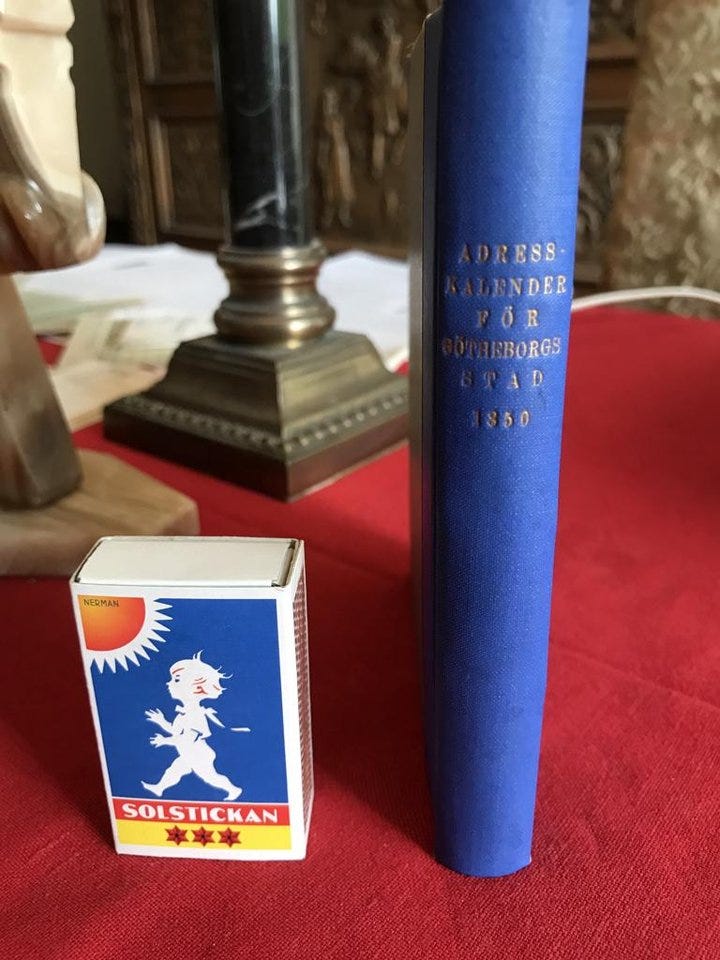 ADRESS-
KALENDER
FÖR
GÖTHEBORGS
STAD
1850
NERMAN
SOLSTICKAN